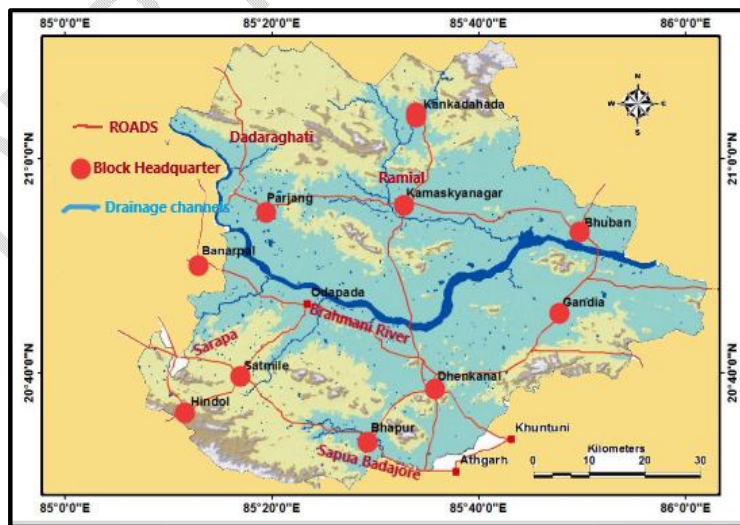 85°0'0"E 85°20'0"E 85°40'0"E 86°0'0"E
N
W E
S
Kankadahada
ROADS
Dadaraghati
21°0'0"N
21°0'0"N
Block Headquarter
Ramial
Parjang
Kamaskyanagar
Drainage channels
Bhuban
Banarpal
Odapada
Gandia
Brahmani River
Sarapa
20°40'0"N
20°40'0"N
Satmile
Dhenkanal
Hindol
Bhapur
Khuntuni
Kilometers
Sapua Badajore
Athgarh
0 5 10 20 30
85°0'0"E 85°20'0"E 85°40'0"E 86°0'0"E